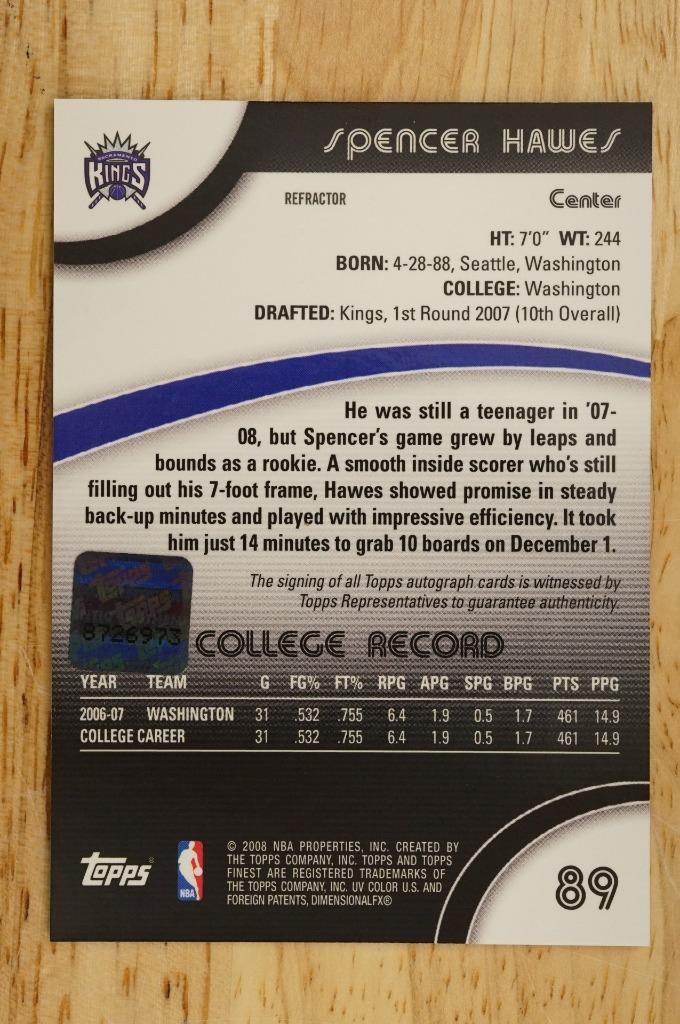 SPENCER HAWES
SACRAMENTO
KINGS
REFRACTOR
Center
HT: 7'0" WT: 244
BORN: 4-28-88, Seattle, Washington
COLLEGE: Washington
DRAFTED: Kings, 1st Round 2007 (10th Overall)
He was still a teenager in '07-
08, but Spencer's game grew by leaps and
bounds as a rookie. A smooth inside scorer who's still
filling out his 7-foot frame, Hawes showed promise in steady
back-up minutes and played with impressive efficiency. It took
him just 14 minutes to grab 10 boards on December 1.
The signing of all Topps autograph cards is witnessed by
Topps Representatives to guarantee authenticity.
Topps
8726973
COLLEGE RECORD
YEAR TEAM G FG% FT% RPG APG SPG BPG PTS PPG
2006-07 WASHINGTON 31 .532 .755 6.4 1.9 0.5 1.7 461 14.9
COLLEGE CAREER 31 .532 .755 6.4 1.9 0.5 1.7 461 14.9
Topps®
NBA
© 2008 NBA PROPERTIES, INC. CREATED BY
THE TOPPS COMPANY, INC. TOPPS AND TOPPS
FINEST ARE REGISTERED TRADEMARKS OF
THE TOPPS COMPANY, INC. UV COLOR U.S. AND
FOREIGN PATENTS, DIMENSIONALFX®
89